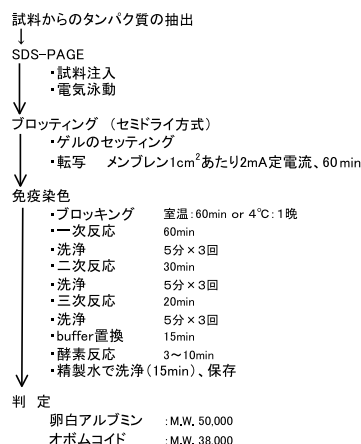 試料からのタンパク質の抽出
↓
SDS-PAGE
・試料注入
・電気泳動
ブロッティング （セミドライ方式）
・ゲルのセッティング
・転写 メンブレン1cm²あたり2mA定電流、60min
免疫染色
・ブロッキング 室温：60min or 4℃：1晩
・一次反応 60min
・洗浄 5分×3回
・二次反応 30min
・洗浄 5分×3回
・三次反応 20min
・洗浄 5分×3回
・buffer置換 15min
・酵素反応 3～10min
・精製水で洗浄（15min）、保存
判 定
卵白アルブミン ：M.W. 50,000
オボムコイド ：M.W. 38,000